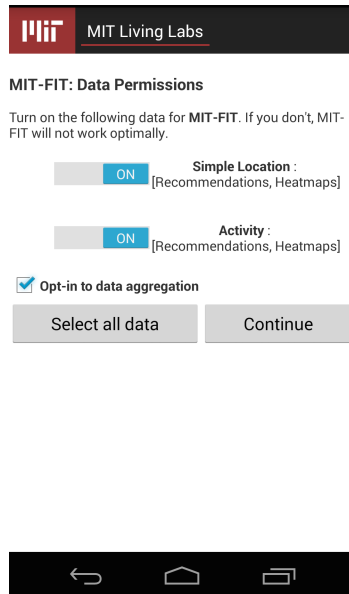 MIT Living Labs
MIT-FIT: Data Permissions
Turn on the following data for MIT-FIT. If you don't, MIT-
FIT will not work optimally.
ON
Simple Location :
[Recommendations, Heatmaps]
ON
Activity :
[Recommendations, Heatmaps]
Opt-in to data aggregation
Select all data
Continue